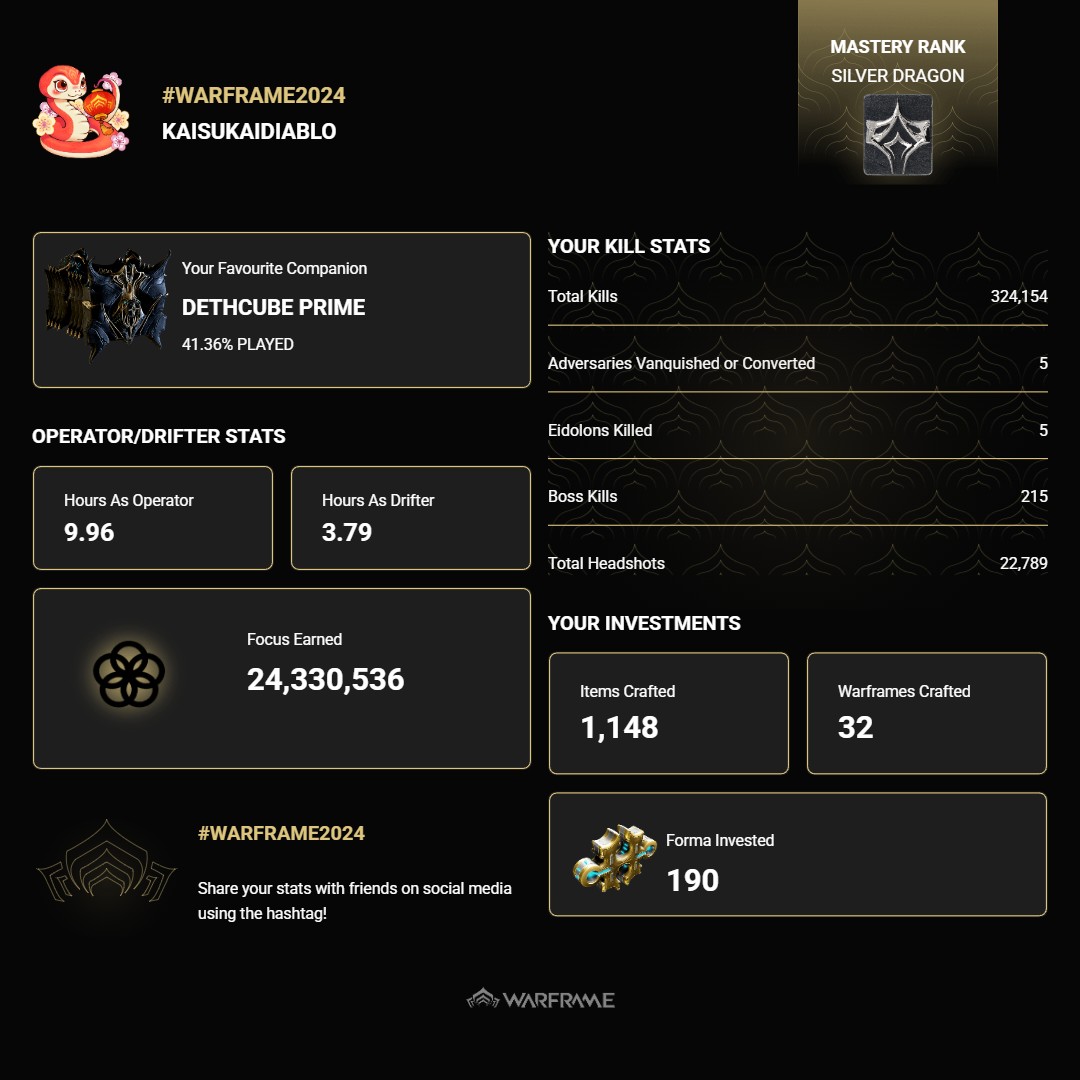 #WARFRAME2024
KAISUKAIDIABLO
MASTERY RANK
SILVER DRAGON
Your Favourite Companion
DETHCUBE PRIME
41.36% PLAYED
OPERATOR/DRIFTER STATS
Hours As Operator
9.96
Hours As Drifter
3.79
Focus Earned
24,330,536
#WARFRAME2024
Share your stats with friends on social media
using the hashtag!
YOUR KILL STATS
Total Kills 324,154
Adversaries Vanquished or Converted 5
Eidolons Killed 5
Boss Kills 215
Total Headshots 22,789
YOUR INVESTMENTS
Items Crafted
1,148
Warframes Crafted
32
Forma Invested
190
WARFRAME